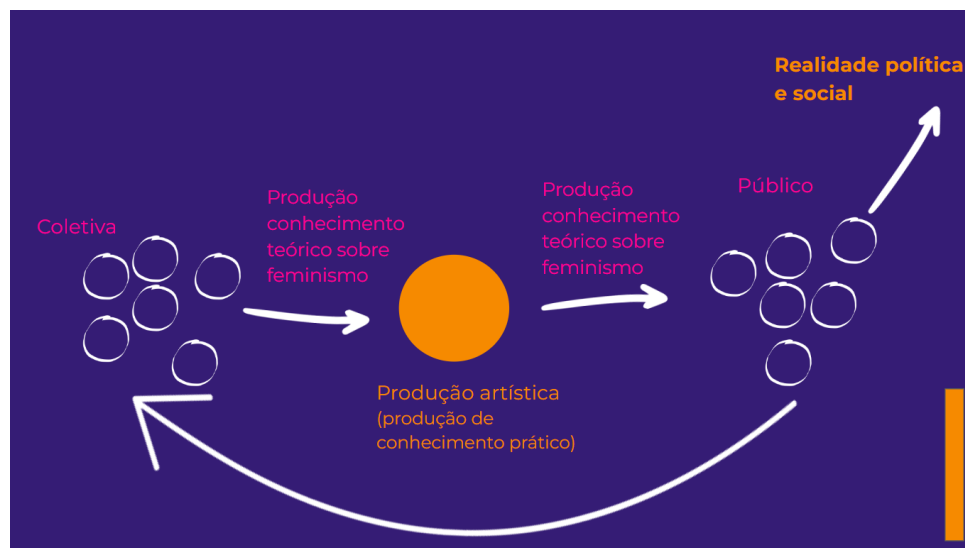 Realidade política
e social
Coletiva
Produção
conhecimento
teórico sobre
feminismo
Produção
conhecimento
teórico sobre
feminismo
Público
Produção artística
(produção de
conhecimento prático)